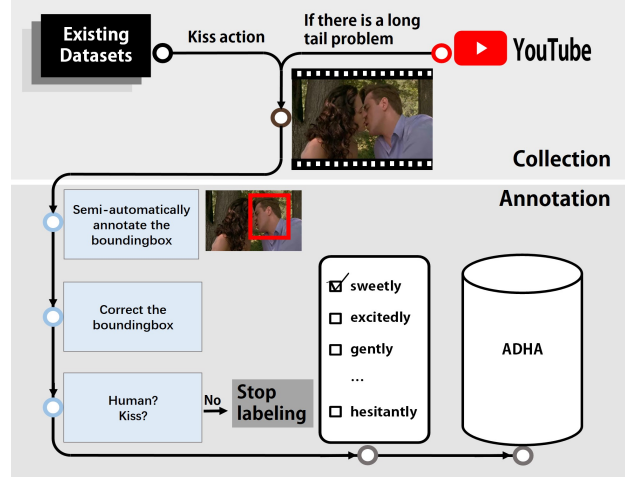 Existing
Datasets
Kiss action
If there is a long
tail problem
YouTube
Collection
Annotation
Semi-automatically
annotate the
boundingbox
Correct the
boundingbox
Human?
Kiss?
No
Stop
labeling
sweetly
excitedly
gently
...
hesitantly
ADHA